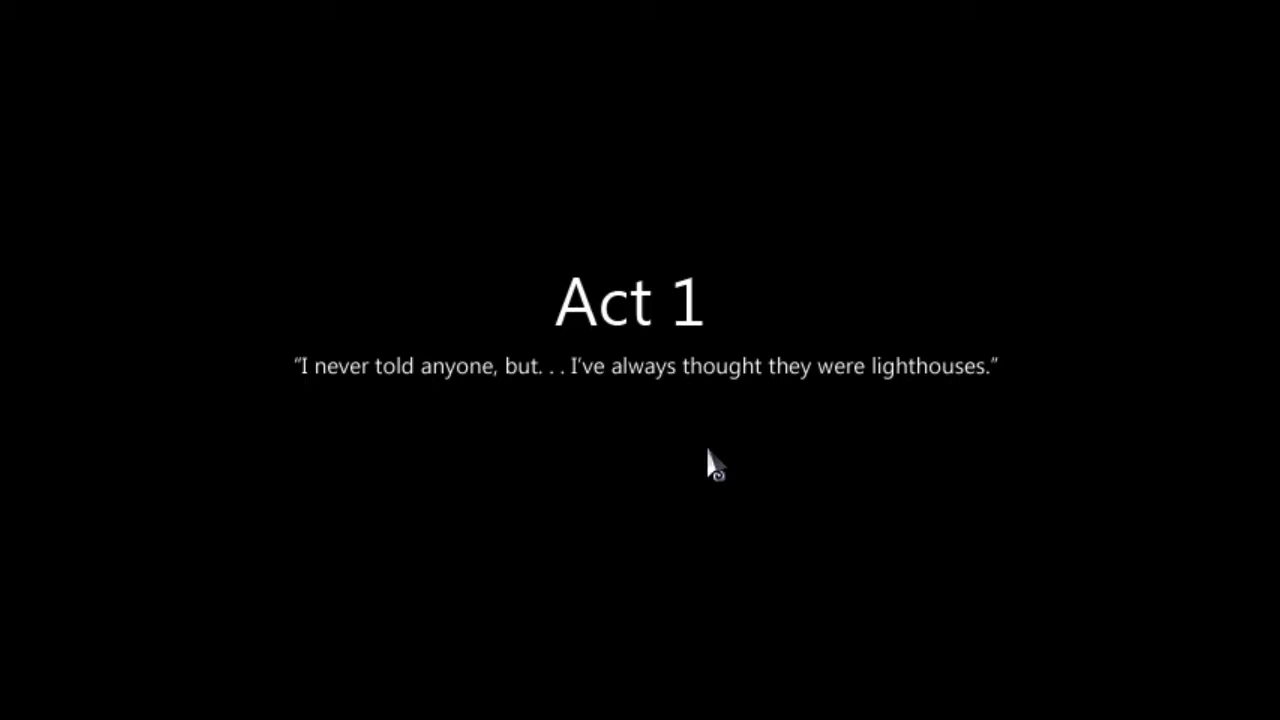 Act 1
“I never told anyone, but. . . I’ve always thought they were lighthouses.”